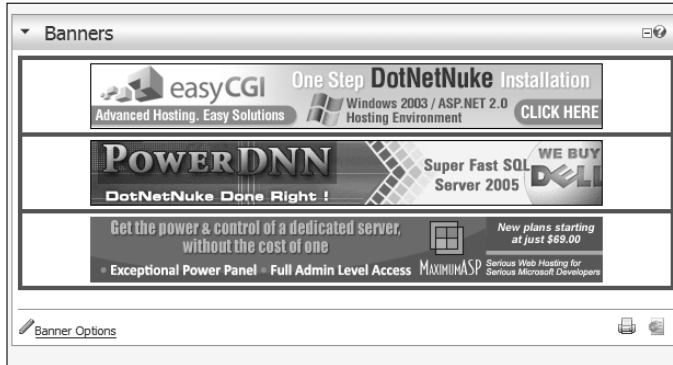 Banners
easyCGI
One Step DotNetNuke Installation
Advanced Hosting. Easy Solutions
Windows 2003 / ASP.NET 2.0
Hosting Environment
CLICK HERE
POWERDNN
DotNetNuke Done Right !
Super Fast SQL
Server 2005
WE BUY
DELL
Get the power & control of a dedicated server,
without the cost of one
• Exceptional Power Panel • Full Admin Level Access
MAXIMUMASP
New plans starting
at just $69.00
Serious Web Hosting for
Serious Microsoft Developers
Banner Options